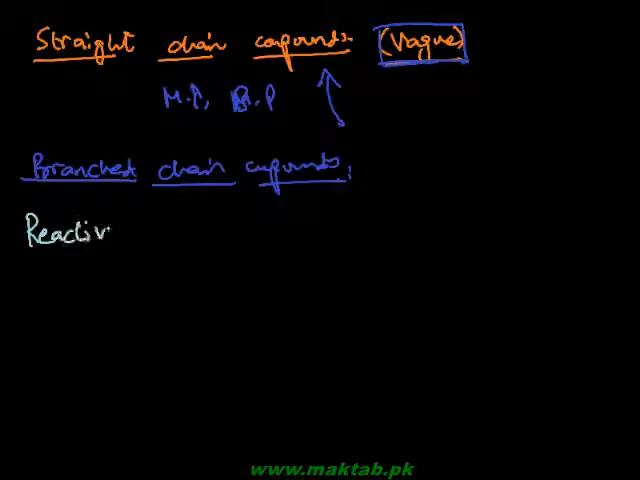 Straight chain compounds (Vague)
M.P, B.P
Branched chain compounds:
Reactiv
www.maktab.pk